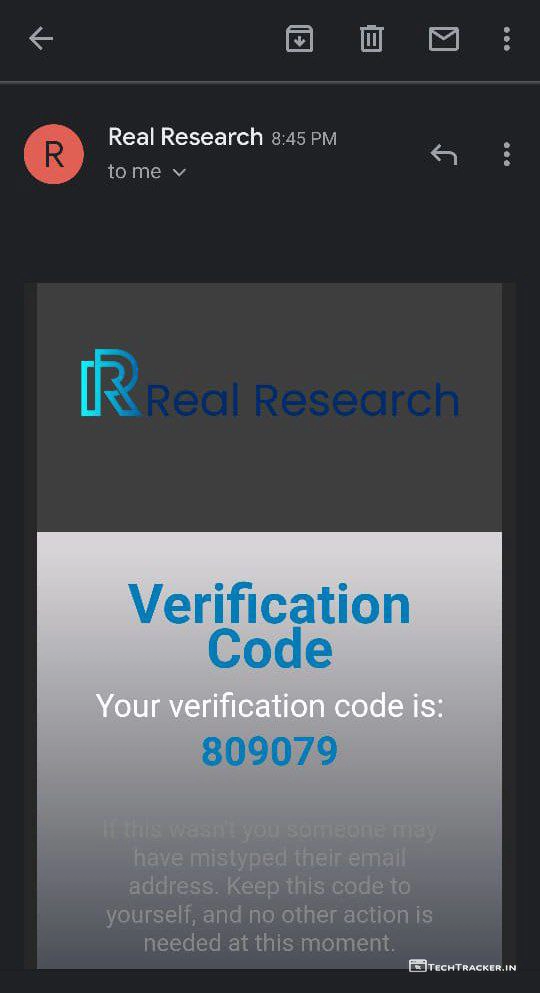 Real Research 8:45 PM
to me
R
Real Research
Verification
Code
Your verification code is:
809079
If this wasn't you someone may
have mistyped their email
address. Keep this code to
yourself, and no other action is
needed at this moment.
TECHTRACKER.IN